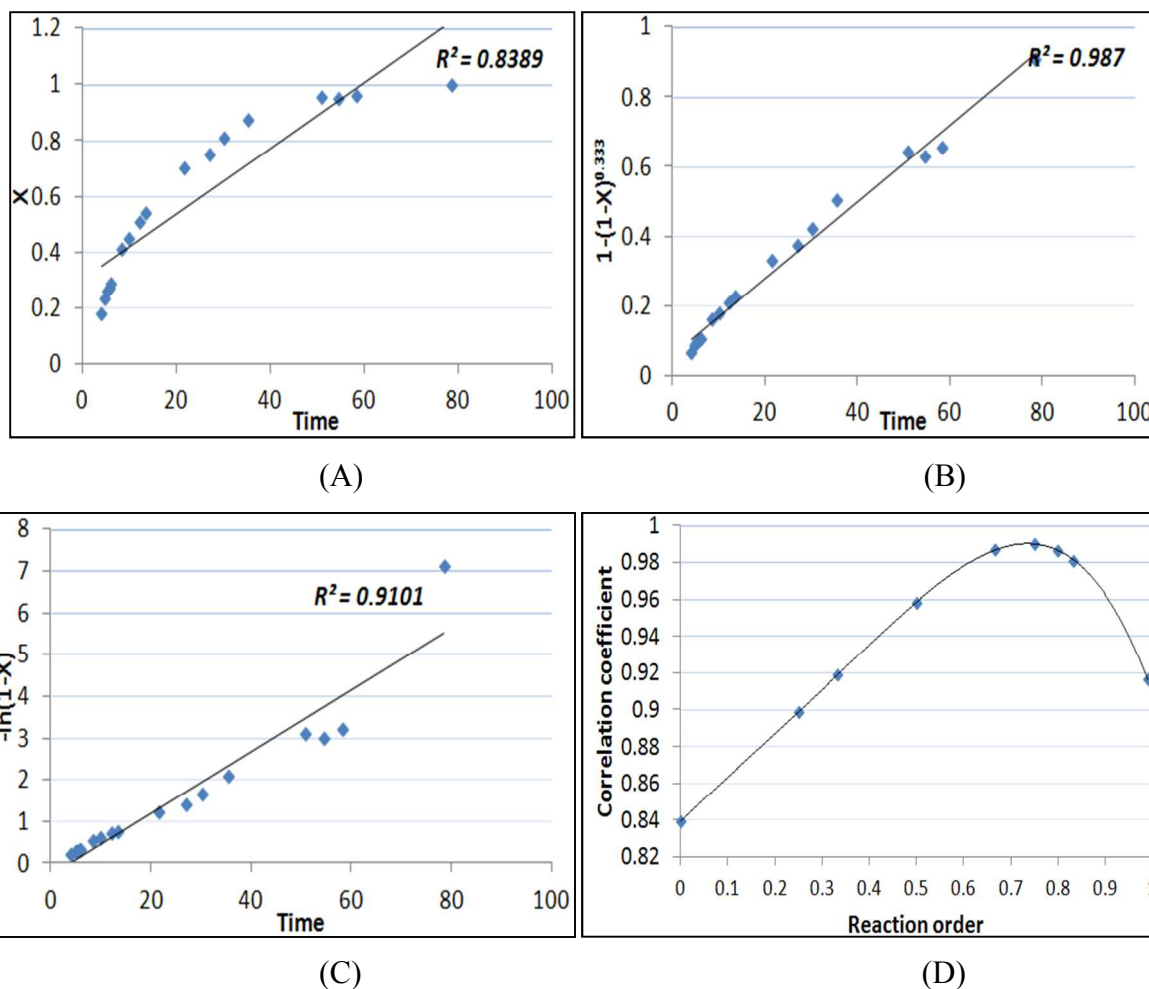 1.2
1
0.8
0.6
0.4
0.2
0
X
R² = 0.8389
0 20 40 60 80 100
Time
(A)
1
0.8
0.6
0.4
0.2
0
1-(1-X)^0.333
R² = 0.987
0 20 40 60 80 100
Time
(B)
8
7
6
5
4
3
2
1
0
-ln(1-X)
R² = 0.9101
0 20 40 60 80 100
Time
(C)
1
0.98
0.96
0.94
0.92
0.9
0.88
0.86
0.84
0.82
Correlation coefficient
0 0.1 0.2 0.3 0.4 0.5 0.6 0.7 0.8 0.9 1
Reaction order
(D)